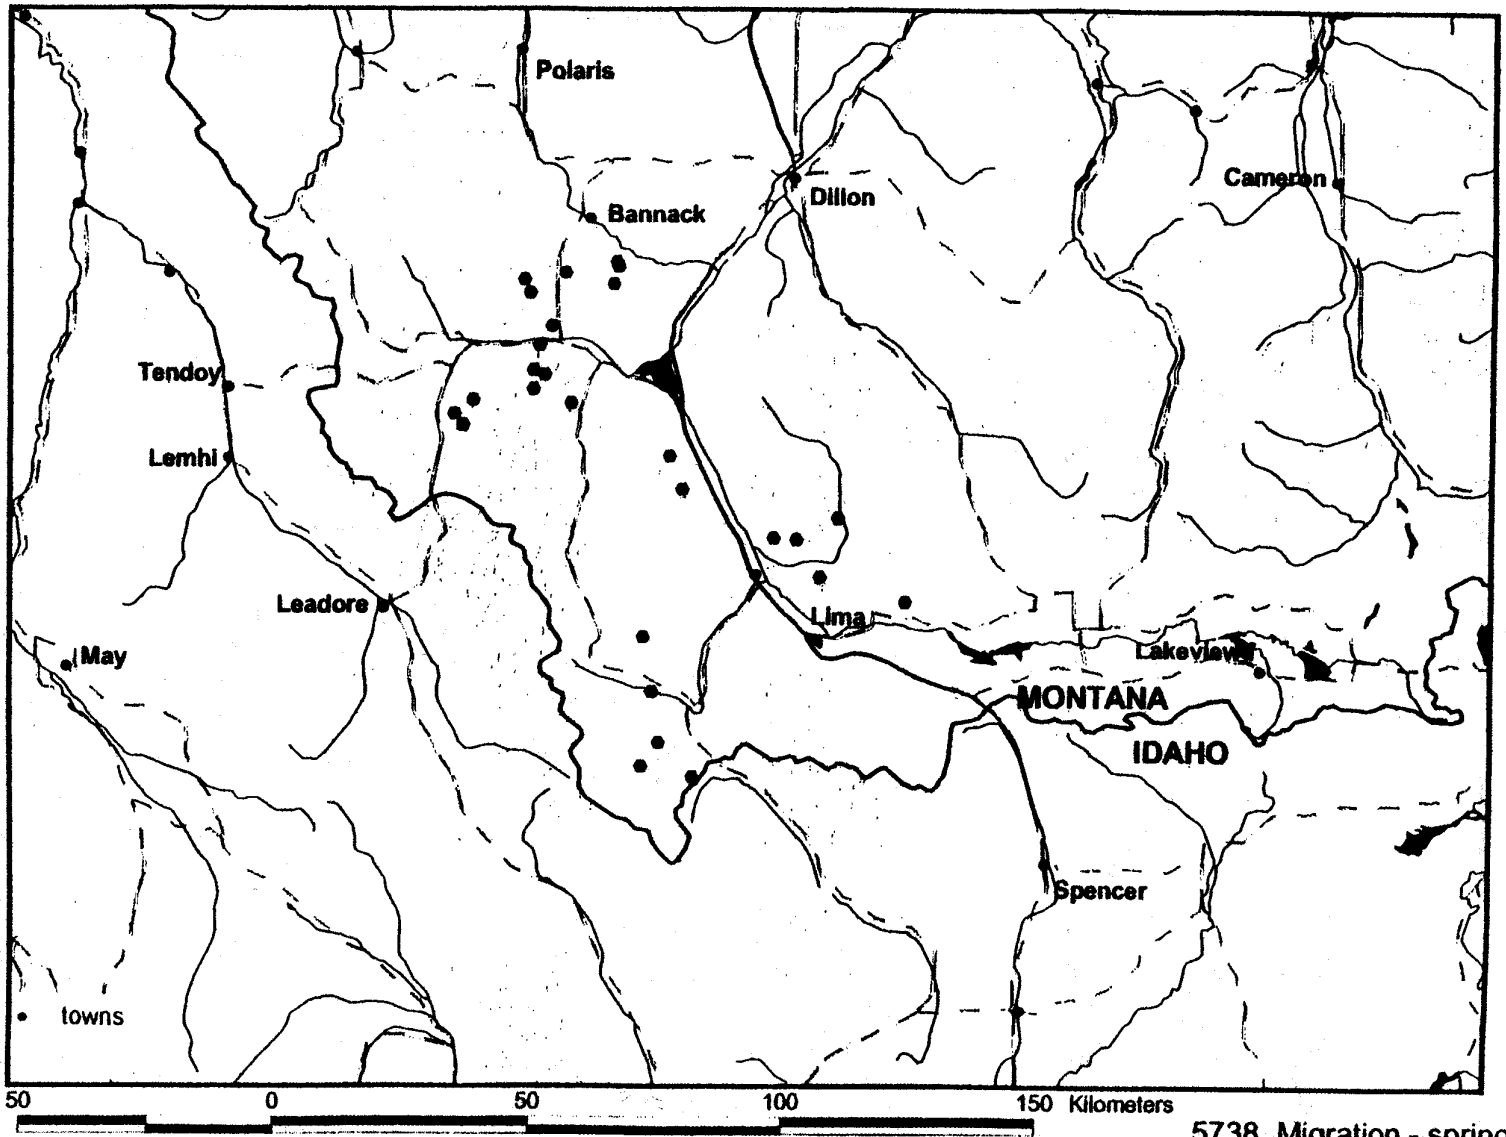 Polaris
Dillon
Cameron
Bannack
Tendoy
Lemhi
Leadore
Lima
May
Lakeview
MONTANA
IDAHO
Spencer
towns
50 0 50 100 150 Kilometers
5738 Migration - spring